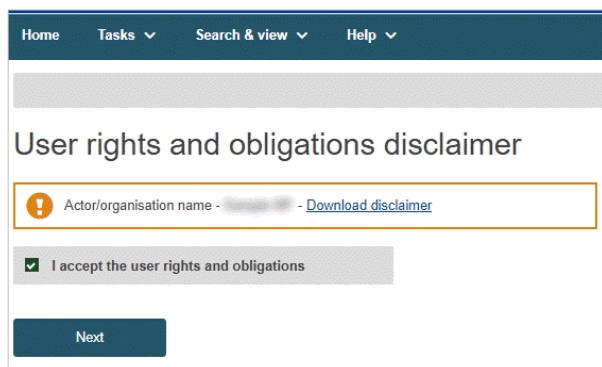 Home Tasks Search & view Help
User rights and obligations disclaimer
Actor/organisation name - - Download disclaimer
I accept the user rights and obligations
Next